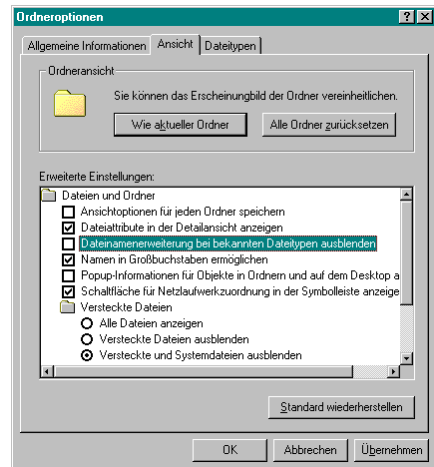 Ordneroptionen
Allgemeine Informationen Ansicht Dateitypen
Ordneransicht
Sie können das Erscheinungbild der Ordner vereinheitlichen.
Wie aktueller Ordner Alle Ordner zurücksetzen
Erweiterte Einstellungen:
Dateien und Ordner
Ansichtoptionen für jeden Ordner speichern
Dateiattribute in der Detailansicht anzeigen
Dateinamenerweiterung bei bekannten Dateitypen ausblenden
Namen in Großbuchstaben ermöglichen
Popup-Informationen für Objekte in Ordnern und auf dem Desktop a
Schaltfläche für Netzlaufwerkzuordnung in der Symbolleiste anzeige
Versteckte Dateien
Alle Dateien anzeigen
Versteckte Dateien ausblenden
Versteckte und Systemdateien ausblenden
Standard wiederherstellen
OK Abbrechen Übernehmen